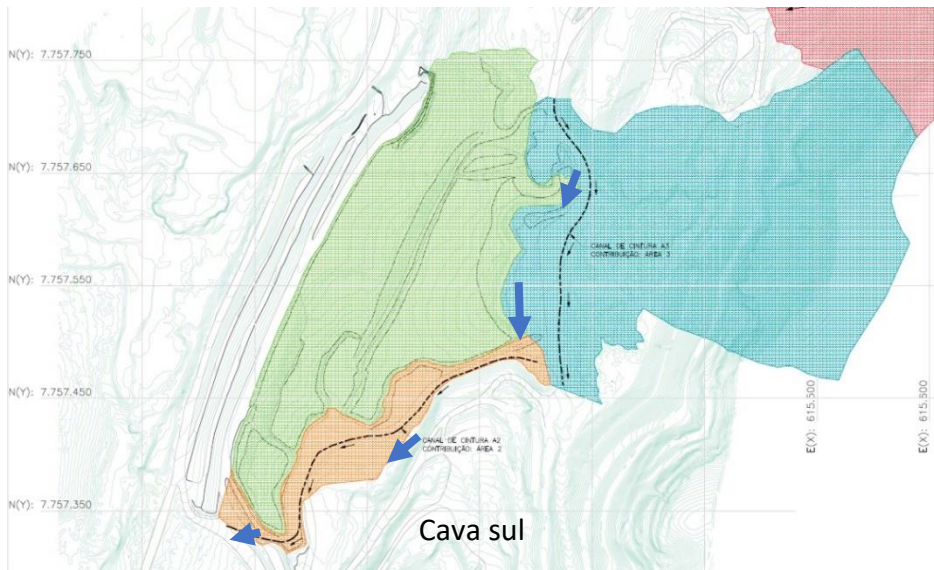 N(Y): 7.757.750
N(Y): 7.757.650
CANAL DE CINTURA A3
CONTRIBUIÇÃO: ÁREA 3
N(Y): 7.757.550
N(Y): 7.757.450
E(X): 615.500
E(X): 615.600
CANAL DE CINTURA A2
CONTRIBUIÇÃO: ÁREA 2
N(Y): 7.757.350
Cava sul